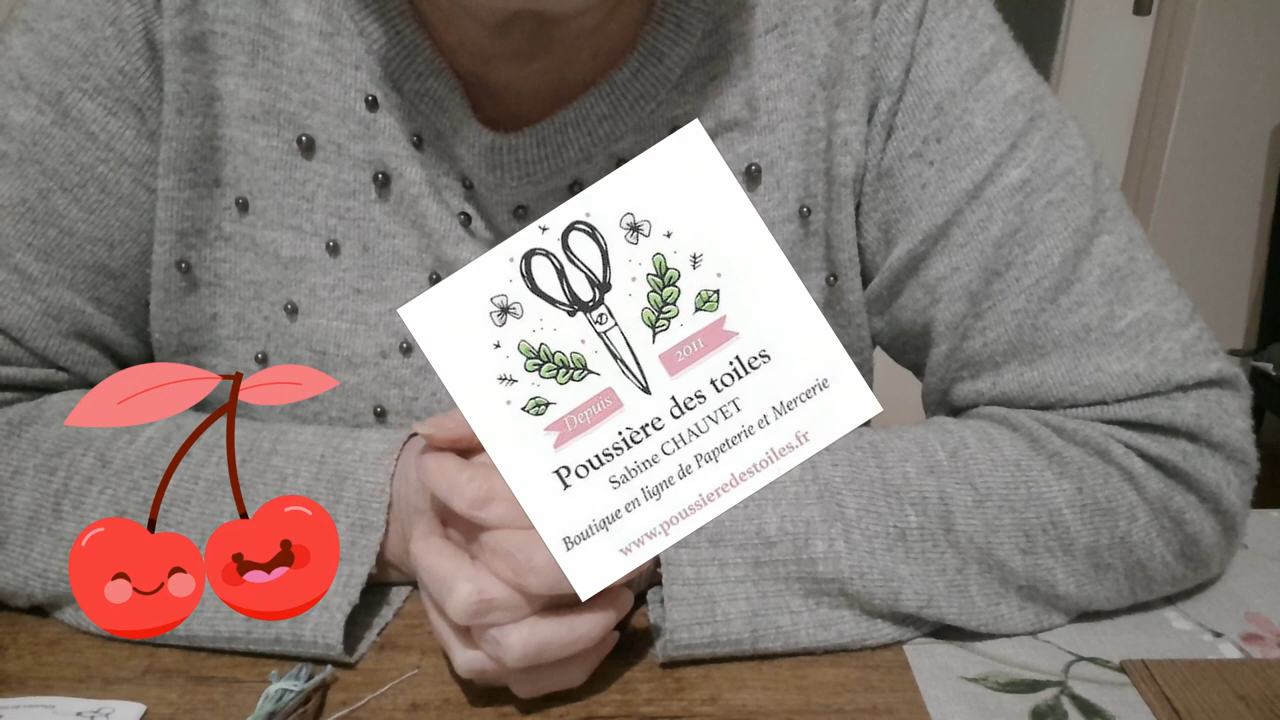 Depuis
2011
Poussière des toiles
Sabine CHAUVET
Boutique en ligne de Papeterie et Mercerie
www.poussieredestoiles.fr